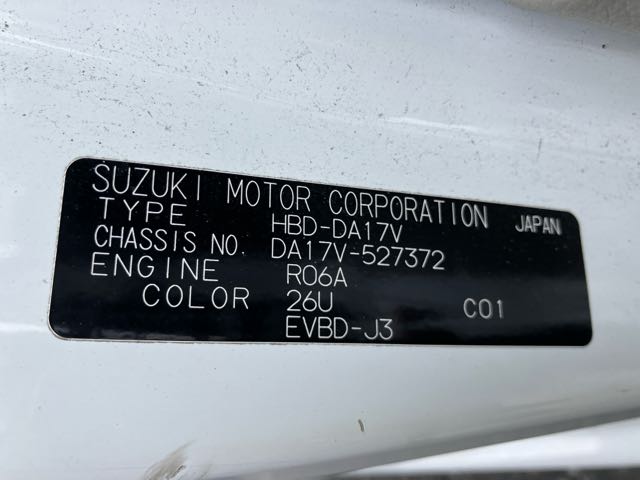 SUZUKI MOTOR CORPORATION JAPAN
TYPE HBD-DA17V
CHASSIS NO. DA17V-527372
ENGINE R06A
COLOR 26U C01
EVBD-J3